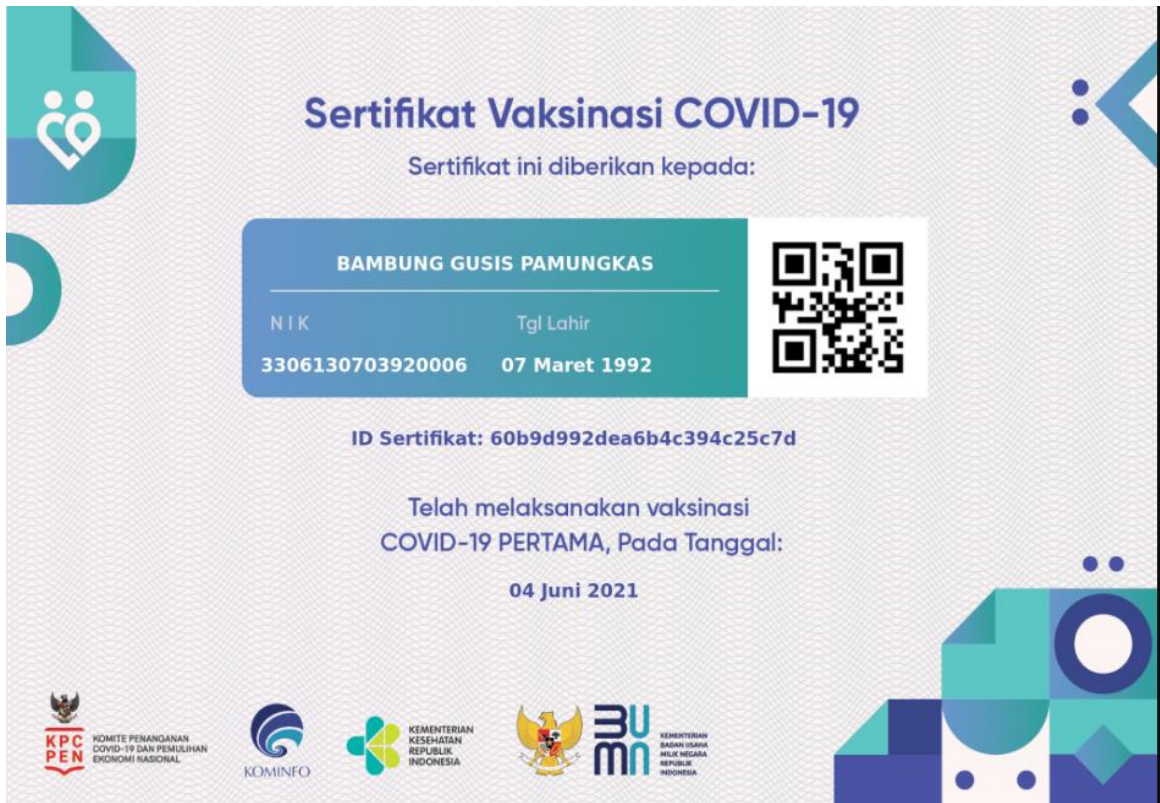 Sertifikat Vaksinasi COVID-19
Sertifikat ini diberikan kepada:
BAMBUNG GUSIS PAMUNGKAS
NIK Tgl Lahir
3306130703920006 07 Maret 1992
ID Sertifikat: 60b9d992dea6b4c394c25c7d
Telah melaksanakan vaksinasi
COVID-19 PERTAMA, Pada Tanggal:
04 Juni 2021
KPC
PEN
KOMITE PENANGANAN
COVID-19 DAN PEMULIHAN
EKONOMI NASIONAL
KOMINFO
KEMENTERIAN
KESEHATAN
REPUBLIK
INDONESIA
BUMN
KEMENTERIAN
BADAN USAHA
MILIK NEGARA
REPUBLIK
INDONESIA